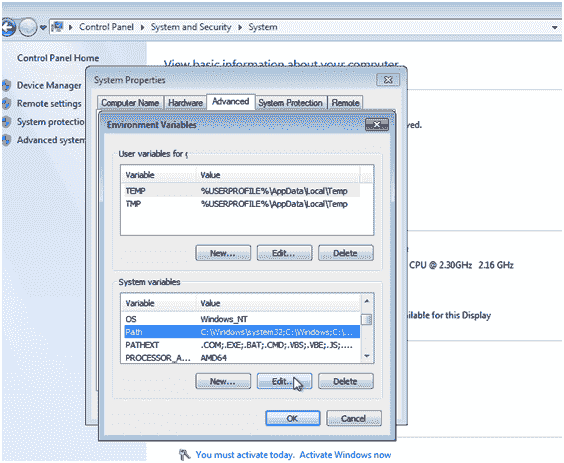 Control Panel ▸ System and Security ▸ System
Control Panel Home
View basic information about your computer
Device Manager
Remote settings
System protectio
Advanced system
System Properties
Computer Name Hardware Advanced System Protection Remote
Environment Variables
User variables for
Variable Value
TEMP %USERPROFILE%\AppData\Local\Temp
TMP %USERPROFILE%\AppData\Local\Temp
New... Edit... Delete
System variables
Variable Value
OS Windows_NT
Path C:\Windows\system32;C:\Windows;C:\...
PATHEXT .COM;.EXE;.BAT;.CMD;.VBS;.VBE;.JS;....
PROCESSOR_A... AMD64
New... Edit... Delete
OK Cancel
ved.
CPU @ 2.30GHz 2.16 GHz
ilable for this Display
You must activate today. Activate Windows now